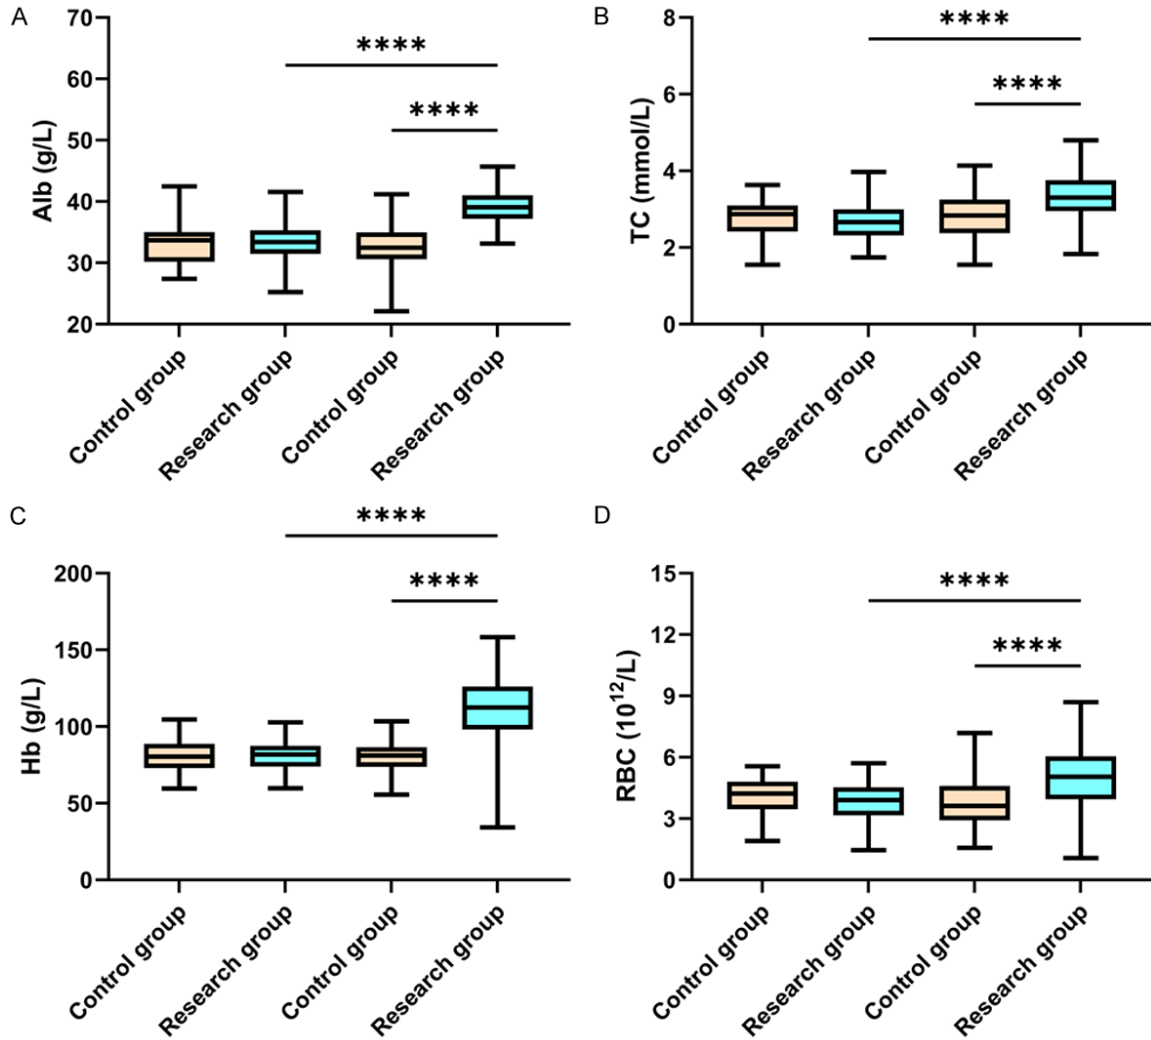 A
70
60
50
40
30
20
Alb (g/L)
****
****
Control group
Research group
Control group
Research group
B
8
6
4
2
0
TC (mmol/L)
****
****
Control group
Research group
Control group
Research group
C
200
150
100
50
0
Hb (g/L)
****
****
Control group
Research group
Control group
Research group
D
15
12
9
6
3
0
RBC (10¹²/L)
****
****
Control group
Research group
Control group
Research group